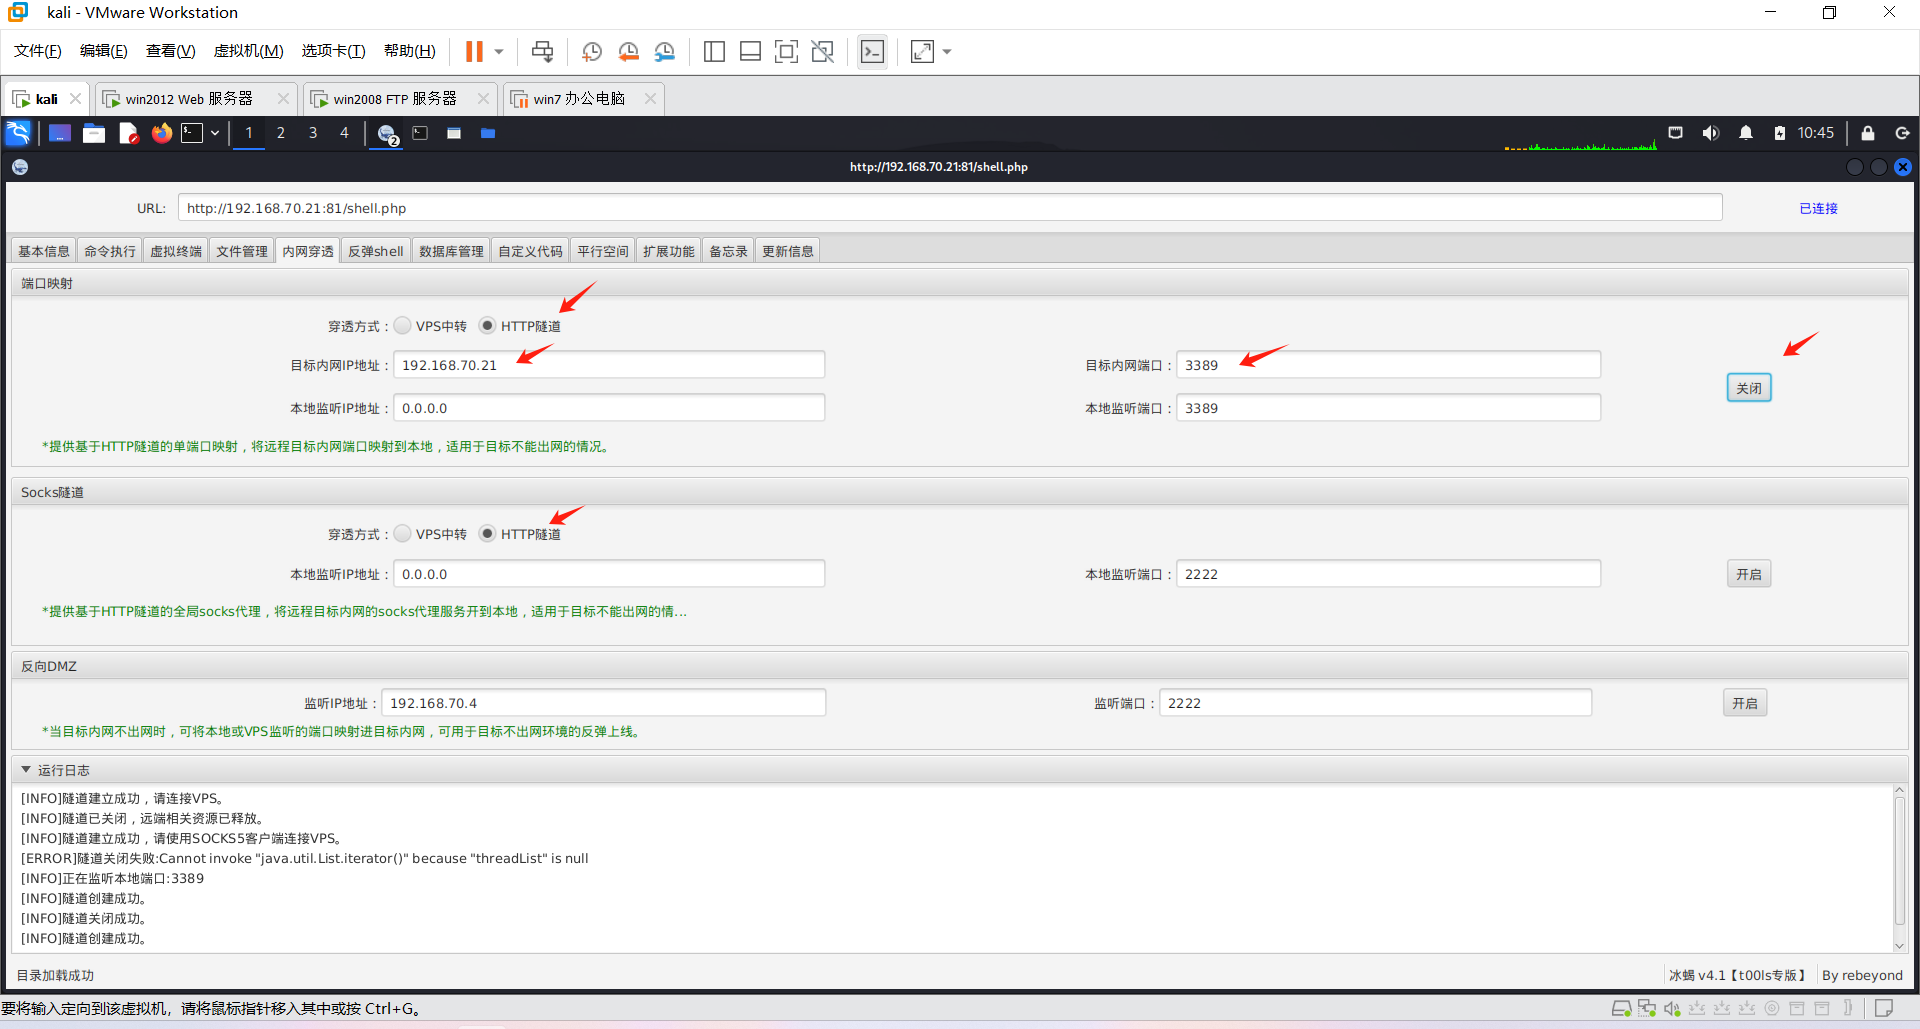 kali - VMware Workstation
文件(F) 编辑(E) 查看(V) 虚拟机(M) 选项卡(T) 帮助(H)
kali win2012 Web 服务器 win2008 FTP 服务器 win7 办公电脑
1 2 3 4 2 10:45
http://192.168.70.21:81/shell.php
URL: http://192.168.70.21:81/shell.php 已连接
基本信息 命令执行 虚拟终端 文件管理 内网穿透 反弹shell 数据库管理 自定义代码 平行空间 扩展功能 备忘录 更新信息
端口映射
穿透方式： VPS中转 HTTP隧道
目标内网IP地址： 192.168.70.21 目标内网端口： 3389
关闭
本地监听IP地址： 0.0.0.0 本地监听端口： 3389
*提供基于HTTP隧道的单端口映射，将远程目标内网端口映射到本地，适用于目标不能出网的情况。
Socks隧道
穿透方式： VPS中转 HTTP隧道
本地监听IP地址： 0.0.0.0 本地监听端口： 2222 开启
*提供基于HTTP隧道的全局socks代理，将远程目标内网的socks代理服务开到本地，适用于目标不能出网的情...
反向DMZ
监听IP地址： 192.168.70.4 监听端口： 2222 开启
*当目标内网不出网时，可将本地或VPS监听的端口映射进目标内网，可用于目标不出网环境的反弹上线。
运行日志
[INFO]隧道建立成功，请连接VPS。
[INFO]隧道已关闭，远端相关资源已释放。
[INFO]隧道建立成功，请使用SOCKS5客户端连接VPS。
[ERROR]隧道关闭失败:Cannot invoke "java.util.List.iterator()" because "threadList" is null
[INFO]正在监听本地端口:3389
[INFO]隧道创建成功。
[INFO]隧道关闭成功。
[INFO]隧道创建成功。
目录加载成功 冰蝎 v4.1【t00ls专版】 By rebeyond
要将输入定向到该虚拟机，请将鼠标指针移入其中或按 Ctrl+G。